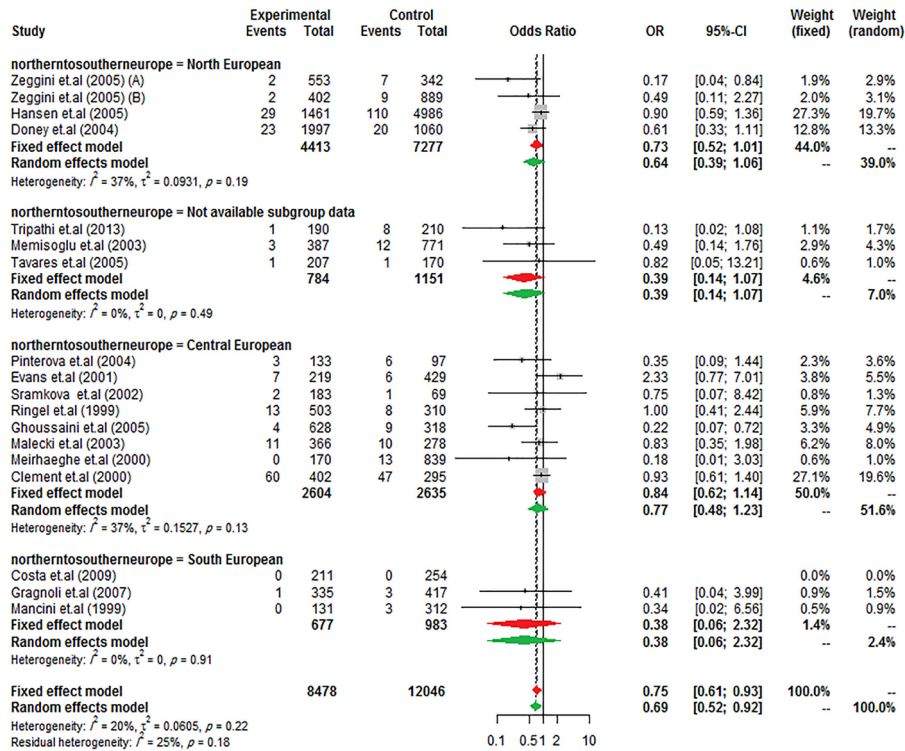 Experimental Control Weight Weight
Study Events Total Events Total Odds Ratio OR 95%-CI (fixed) (random)
northerntosoutherneurope = North European
Zeggini et.al (2005) (A) 2 553 7 342 0.17 [0.04; 0.84] 1.9% 2.9%
Zeggini et.al (2005) (B) 2 402 9 889 0.49 [0.11; 2.27] 2.0% 3.1%
Hansen et.al (2005) 29 1461 110 4986 0.90 [0.59; 1.36] 27.3% 19.7%
Doney et.al (2004) 23 1997 20 1060 0.61 [0.33; 1.11] 12.8% 13.3%
Fixed effect model 4413 7277 0.73 [0.52; 1.01] 44.0% --
Random effects model 0.64 [0.39; 1.06] -- 39.0%
Heterogeneity: I² = 37%, τ² = 0.0931, p = 0.19
northerntosoutherneurope = Not available subgroup data
Tripathi et.al (2013) 1 190 8 210 0.13 [0.02; 1.08] 1.1% 1.7%
Memisoglu et.al (2003) 3 387 12 771 0.49 [0.14; 1.76] 2.9% 4.3%
Tavares et.al (2005) 1 207 1 170 0.82 [0.05; 13.21] 0.6% 1.0%
Fixed effect model 784 1151 0.39 [0.14; 1.07] 4.6% --
Random effects model 0.39 [0.14; 1.07] -- 7.0%
Heterogeneity: I² = 0%, τ² = 0, p = 0.49
northerntosoutherneurope = Central European
Pinterova et.al (2004) 3 133 6 97 0.35 [0.09; 1.44] 2.3% 3.6%
Evans et.al (2001) 7 219 6 429 2.33 [0.77; 7.01] 3.8% 5.5%
Sramkova et.al (2002) 2 183 1 69 0.75 [0.07; 8.42] 0.8% 1.3%
Ringel et.al (1999) 13 503 8 310 1.00 [0.41; 2.44] 5.9% 7.7%
Ghoussaini et.al (2005) 4 628 9 318 0.22 [0.07; 0.72] 3.3% 4.9%
Malecki et.al (2003) 11 366 10 278 0.83 [0.35; 1.98] 6.2% 8.0%
Meirhaeghe et.al (2000) 0 170 13 839 0.18 [0.01; 3.03] 0.6% 1.0%
Clement et.al (2000) 60 402 47 295 0.93 [0.61; 1.40] 27.1% 19.6%
Fixed effect model 2604 2635 0.84 [0.62; 1.14] 50.0% --
Random effects model 0.77 [0.48; 1.23] -- 51.6%
Heterogeneity: I² = 37%, τ² = 0.1527, p = 0.13
northerntosoutherneurope = South European
Costa et.al (2009) 0 211 0 254 0.0% 0.0%
Gragnoli et.al (2007) 1 335 3 417 0.41 [0.04; 3.99] 0.9% 1.5%
Mancini et.al (1999) 0 131 3 312 0.34 [0.02; 6.56] 0.5% 0.9%
Fixed effect model 677 983 0.38 [0.06; 2.32] 1.4% --
Random effects model 0.38 [0.06; 2.32] -- 2.4%
Heterogeneity: I² = 0%, τ² = 0, p = 0.91
Fixed effect model 8478 12046 0.75 [0.61; 0.93] 100.0% --
Random effects model 0.69 [0.52; 0.92] -- 100.0%
Heterogeneity: I² = 20%, τ² = 0.0605, p = 0.22
Residual heterogeneity: I² = 25%, p = 0.18
0.1 0.5 1 2 10